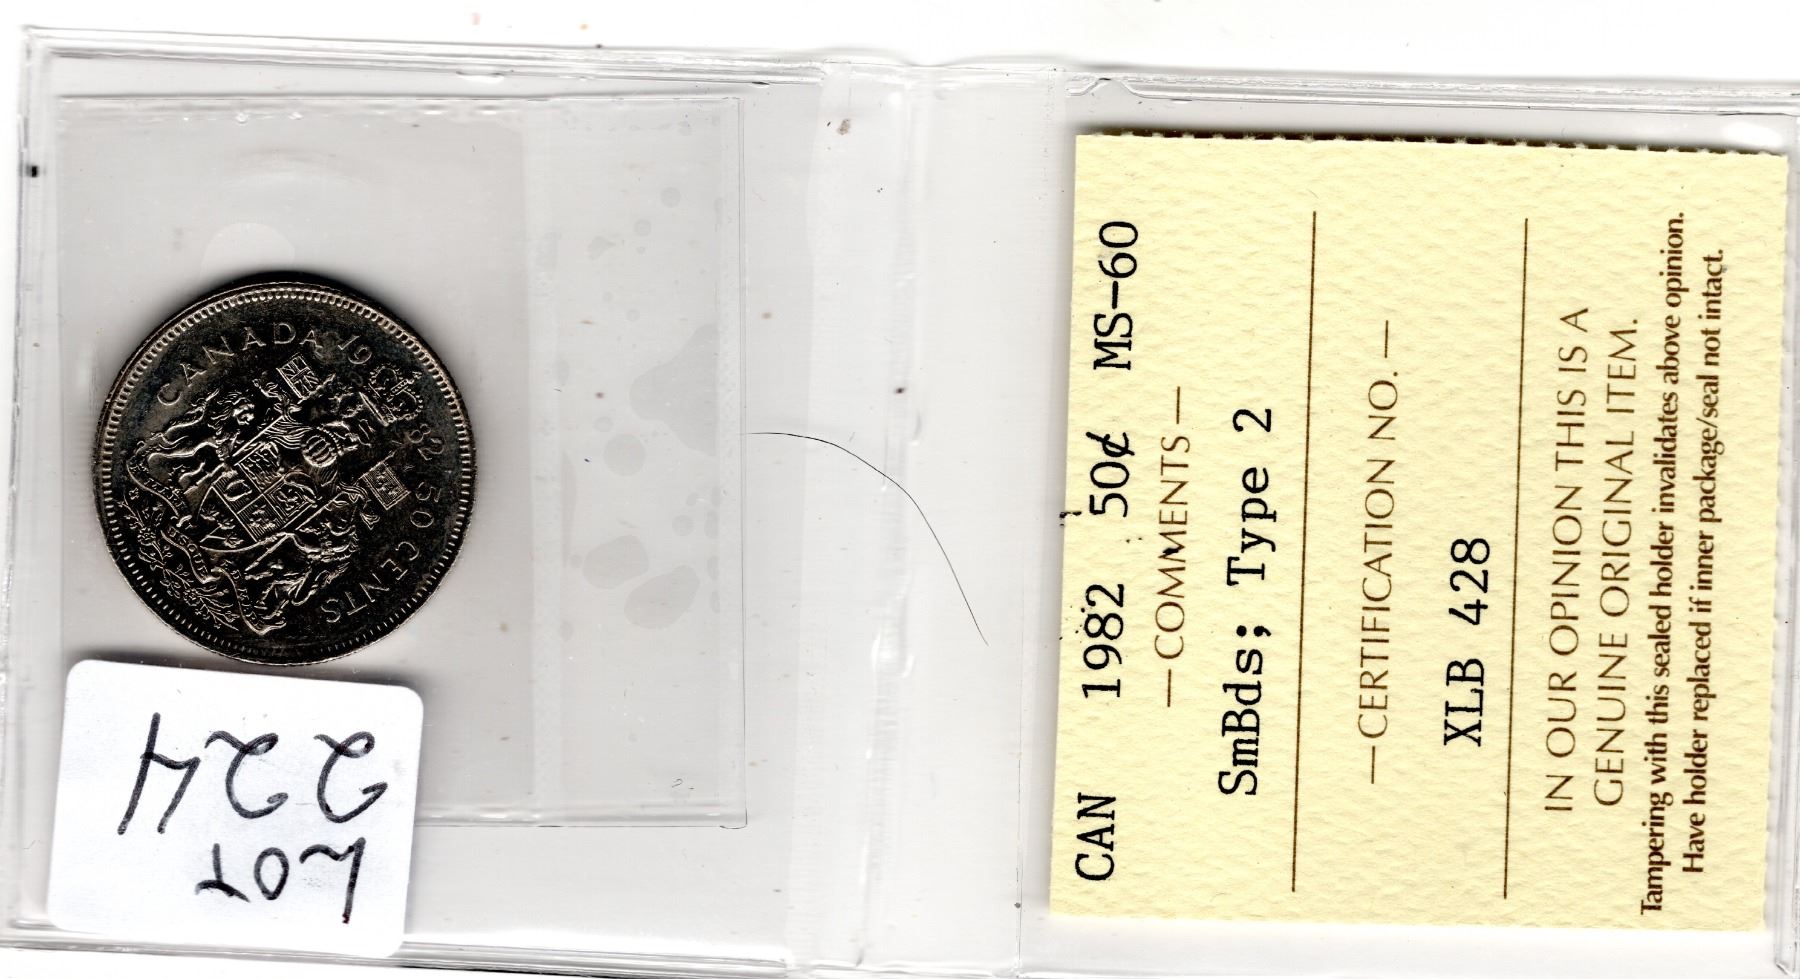 CANADA 1982 50 CENTS
LOT
224
CAN 1982 50¢ MS-60
—COMMENTS—
SmBds; Type 2
—CERTIFICATION NO.—
XLB 428
IN OUR OPINION THIS IS A
GENUINE ORIGINAL ITEM.
Tampering with this sealed holder invalidates above opinion.
Have holder replaced if inner package/seal not intact.